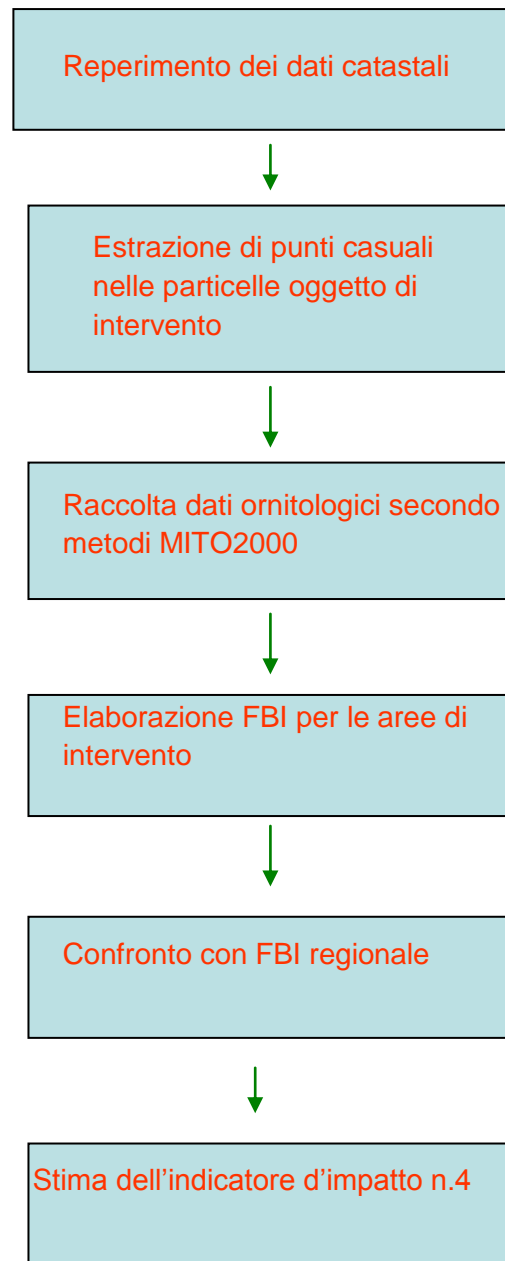 Reperimento dei dati catastali
Estrazione di punti casuali
nelle particelle oggetto di
intervento
Raccolta dati ornitologici secondo
metodi MITO2000
Elaborazione FBI per le aree di
intervento
Confronto con FBI regionale
Stima dell’indicatore d’impatto n.4